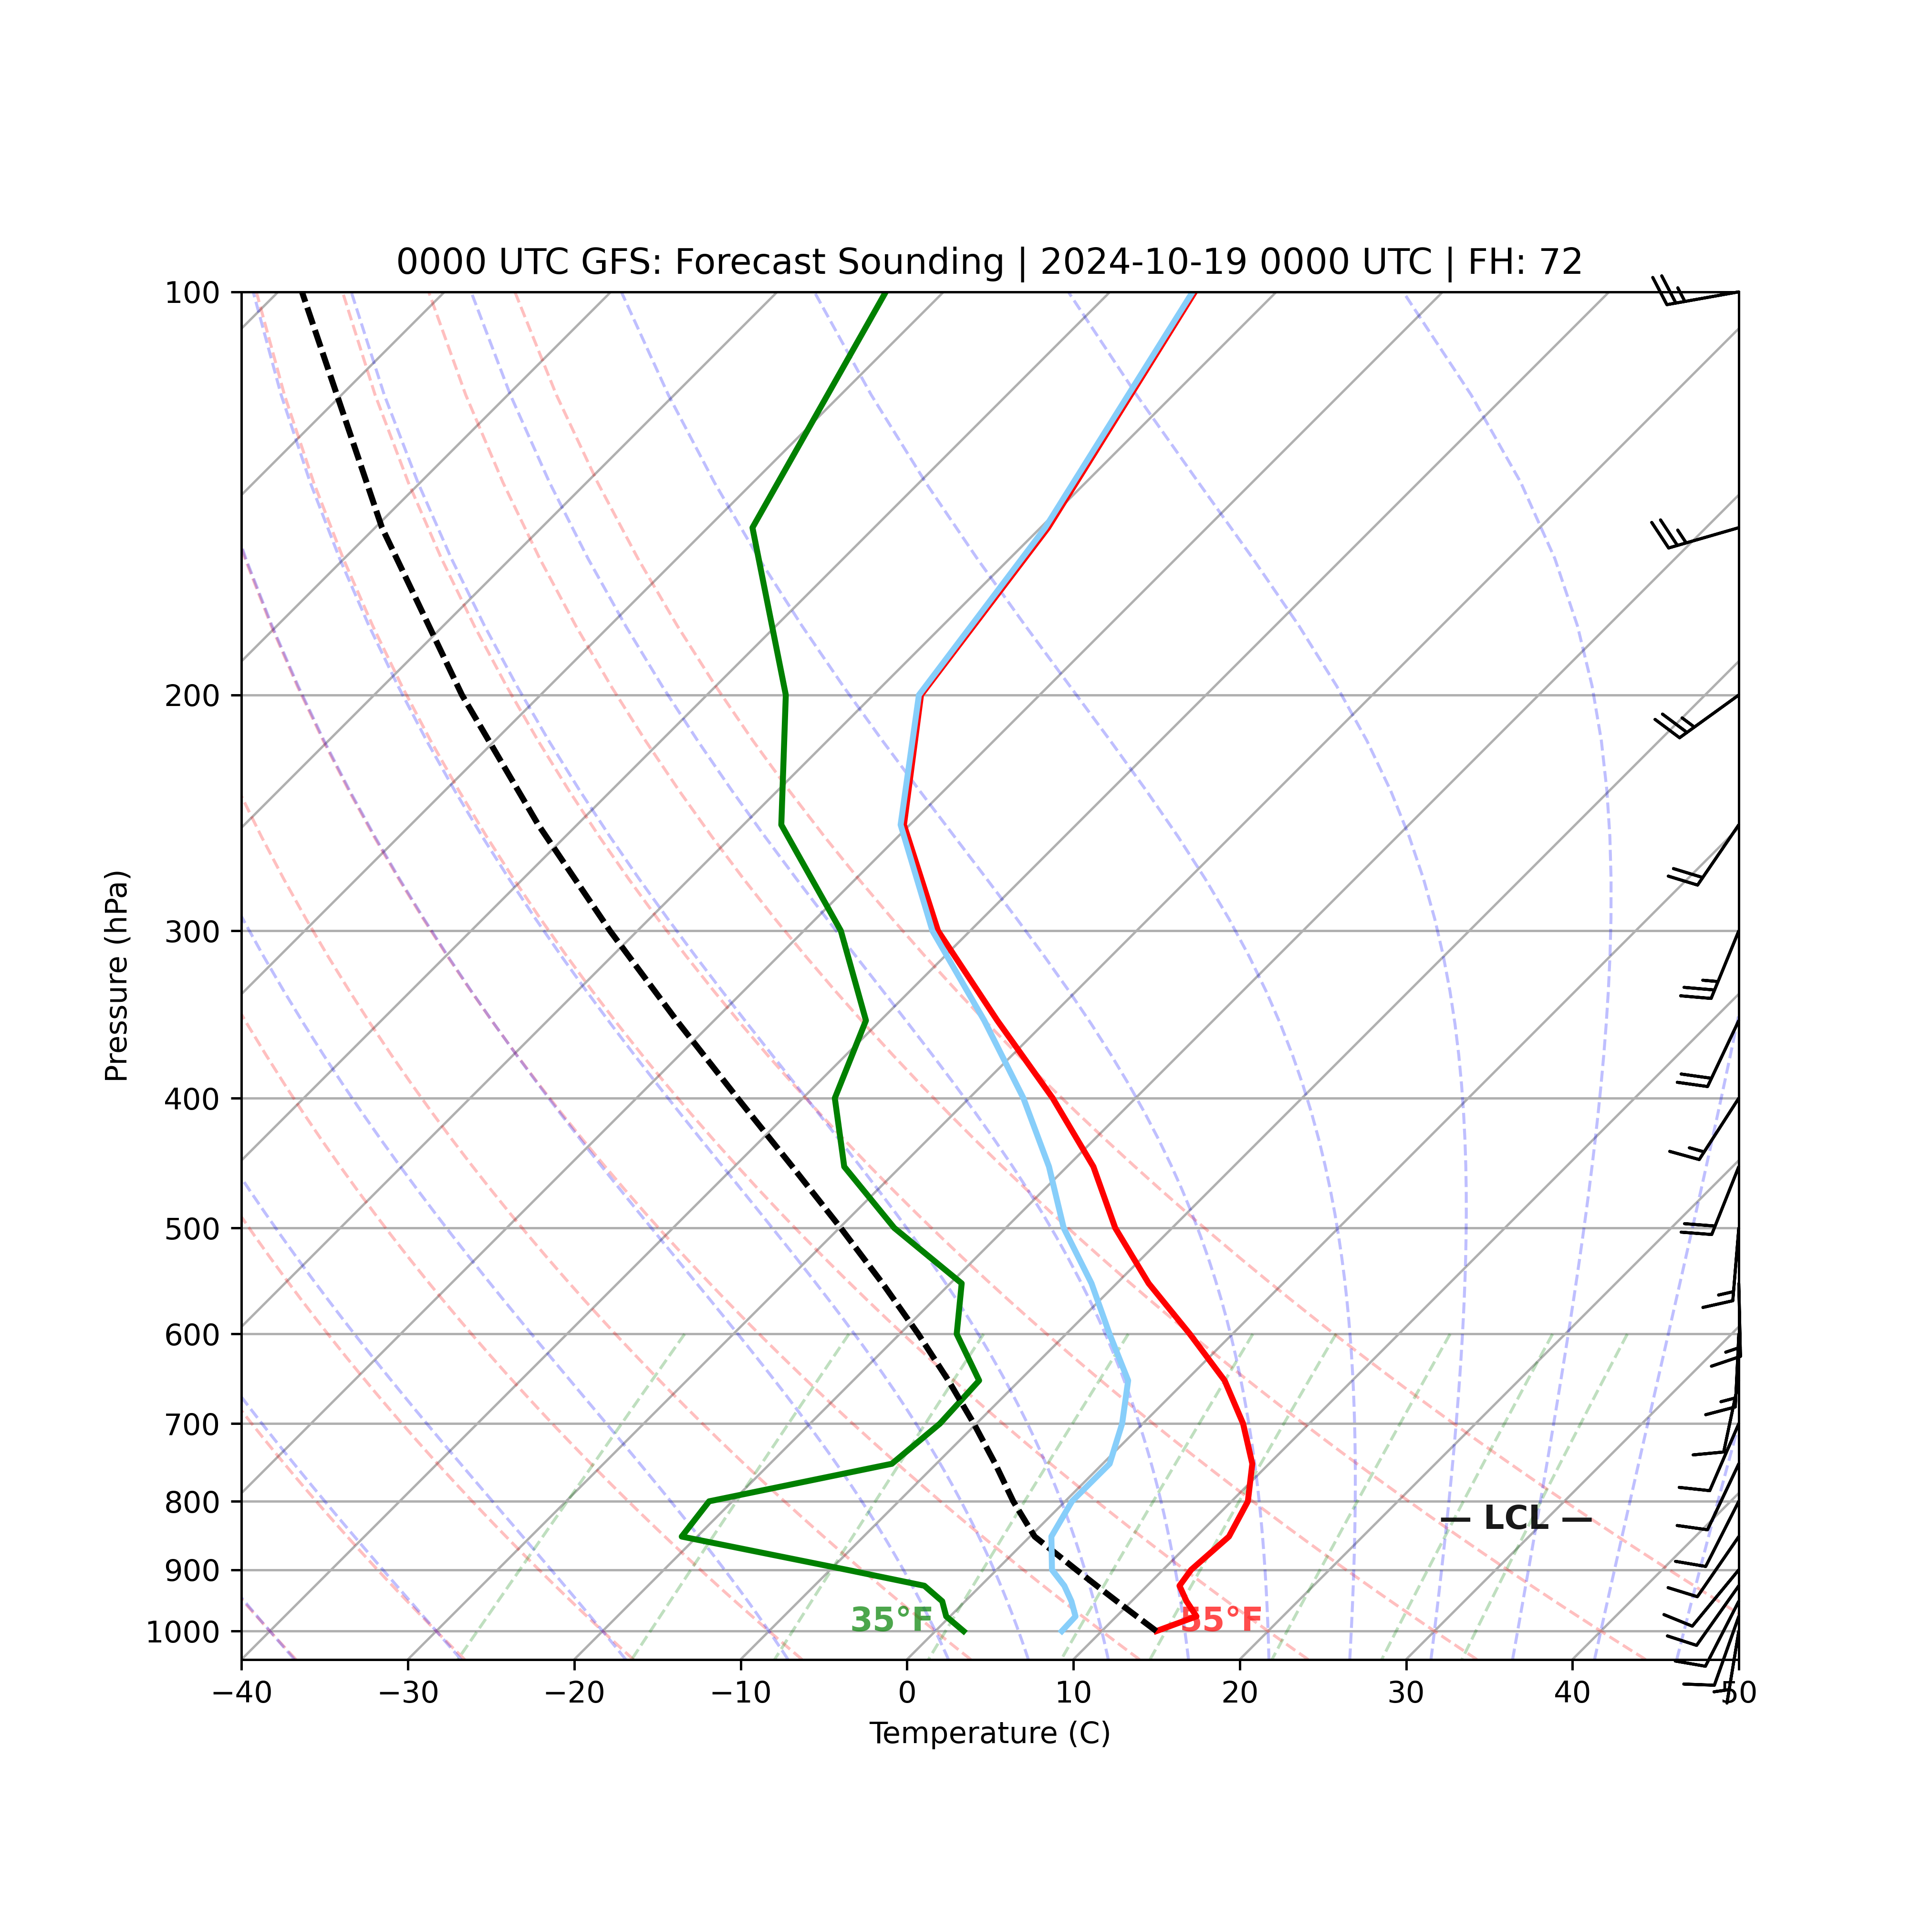 0000 UTC GFS: Forecast Sounding | 2024-10-19 0000 UTC | FH: 72
100
200
300
400
500
600
700
800
900
1000
Pressure (hPa)
— LCL —
35°F
55°F
−40 −30 −20 −10 0 10 20 30 40 50
Temperature (C)